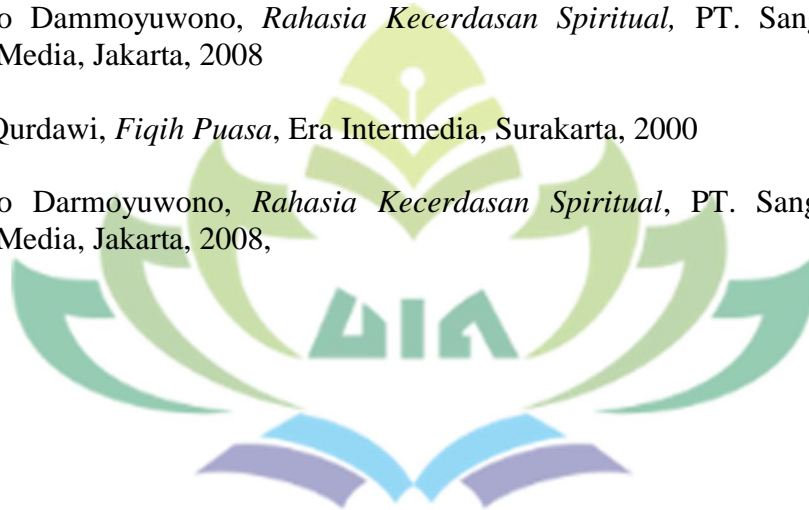 o Dammoyuwono, Rahasia Kecerdasan Spiritual, PT. Sang
Media, Jakarta, 2008
Qurdawi, Fiqih Puasa, Era Intermedia, Surakarta, 2000
o Darmoyuwono, Rahasia Kecerdasan Spiritual, PT. Sang
Media, Jakarta, 2008,
UIN